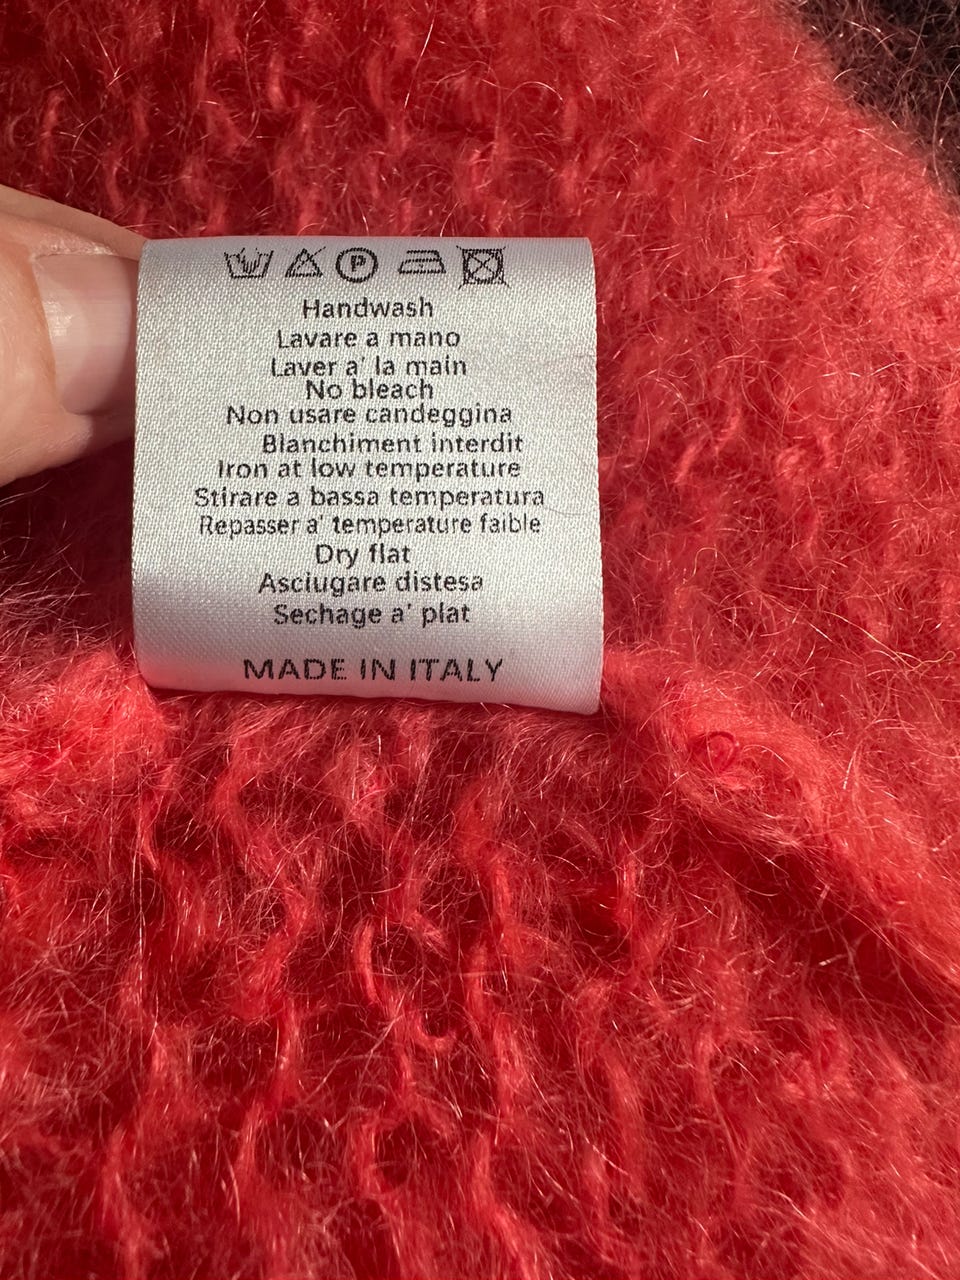 P
Handwash
Lavare a mano
Laver a' la main
No bleach
Non usare candeggina
Blanchiment interdit
Iron at low temperature
Stirare a bassa temperatura
Repasser a' temperature faible
Dry flat
Asciugare distesa
Sechage a' plat
MADE IN ITALY